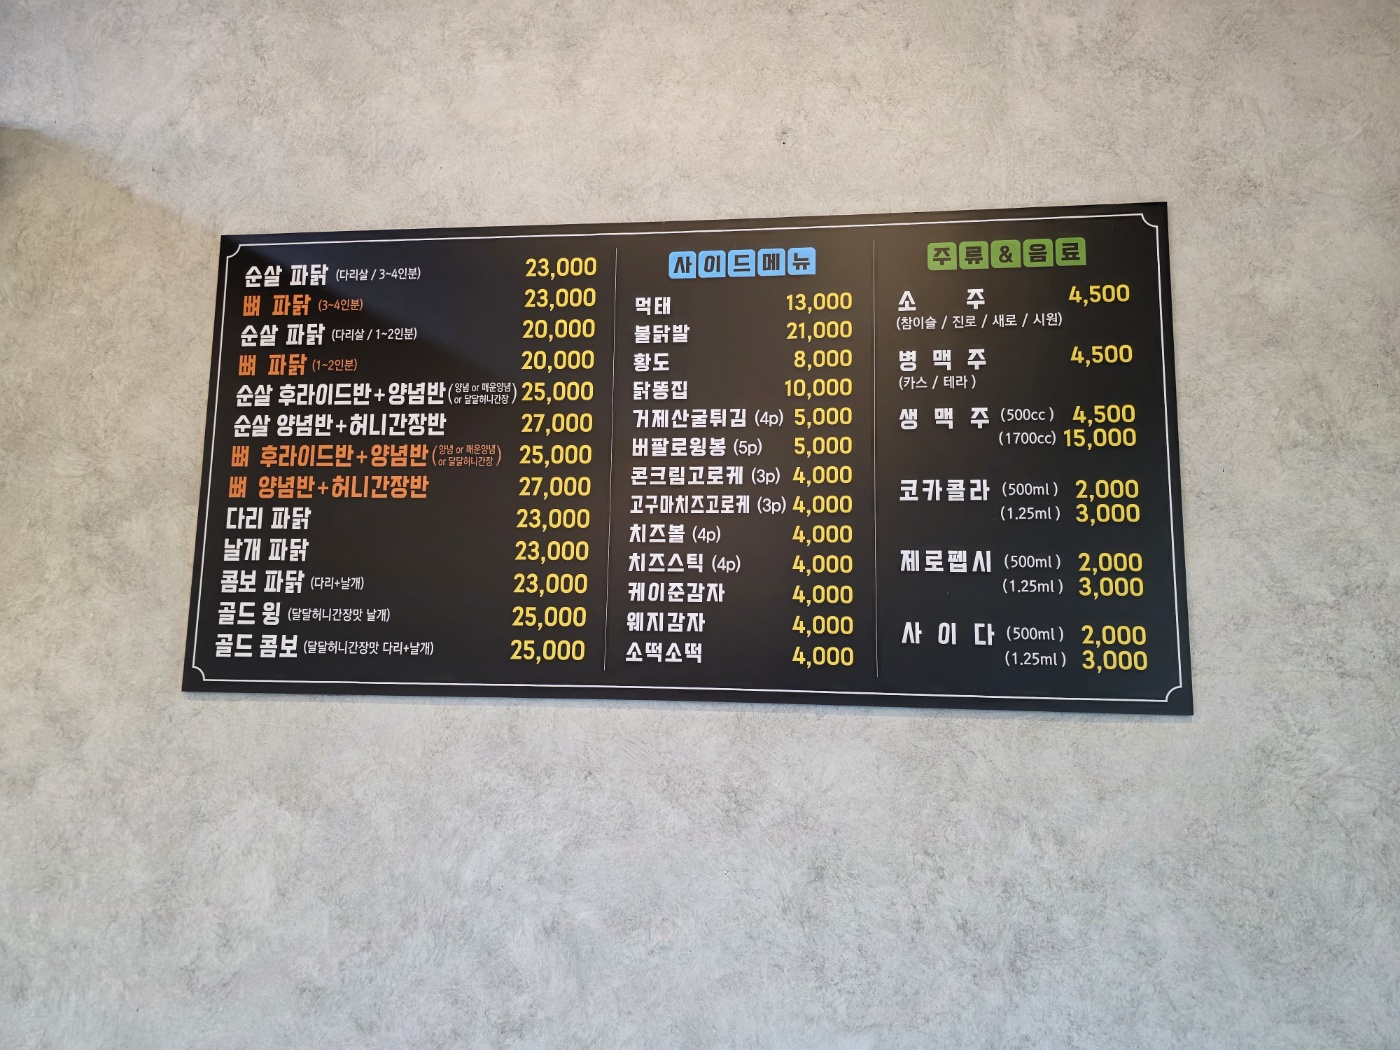 순살 파닭 (다리살 / 3~4인분) 23,000
뼈 파닭 (3~4인분) 23,000
순살 파닭 (다리살 / 1~2인분) 20,000
뼈 파닭 (1~2인분) 20,000
순살 후라이드반+양념반 (양념 or 매운양념 or 달달허니간장) 25,000
순살 양념반+허니간장반 27,000
뼈 후라이드반+양념반 (양념 or 매운양념 or 달달허니간장) 25,000
뼈 양념반+허니간장반 27,000
다리 파닭 23,000
날개 파닭 23,000
콤보 파닭 (다리+날개) 23,000
골드 윙 (달달허니간장맛 날개) 25,000
골드 콤보 (달달허니간장맛 다리+날개) 25,000
사이드메뉴
먹태 13,000
불닭발 21,000
황도 8,000
닭똥집 10,000
거제산굴튀김 (4p) 5,000
버팔로윙봉 (5p) 5,000
콘크림고로케 (3p) 4,000
고구마치즈고로케 (3p) 4,000
치즈볼 (4p) 4,000
치즈스틱 (4p) 4,000
케이준감자 4,000
웨지감자 4,000
소떡소떡 4,000
주류&음료
소 주 4,500
(참이슬 / 진로 / 새로 / 시원)
병 맥 주 4,500
(카스 / 테라 )
생 맥 주 (500cc ) 4,500
(1700cc) 15,000
코카콜라 (500ml ) 2,000
(1.25ml ) 3,000
제로펩시 (500ml ) 2,000
(1.25ml ) 3,000
사 이 다 (500ml ) 2,000
(1.25ml ) 3,000